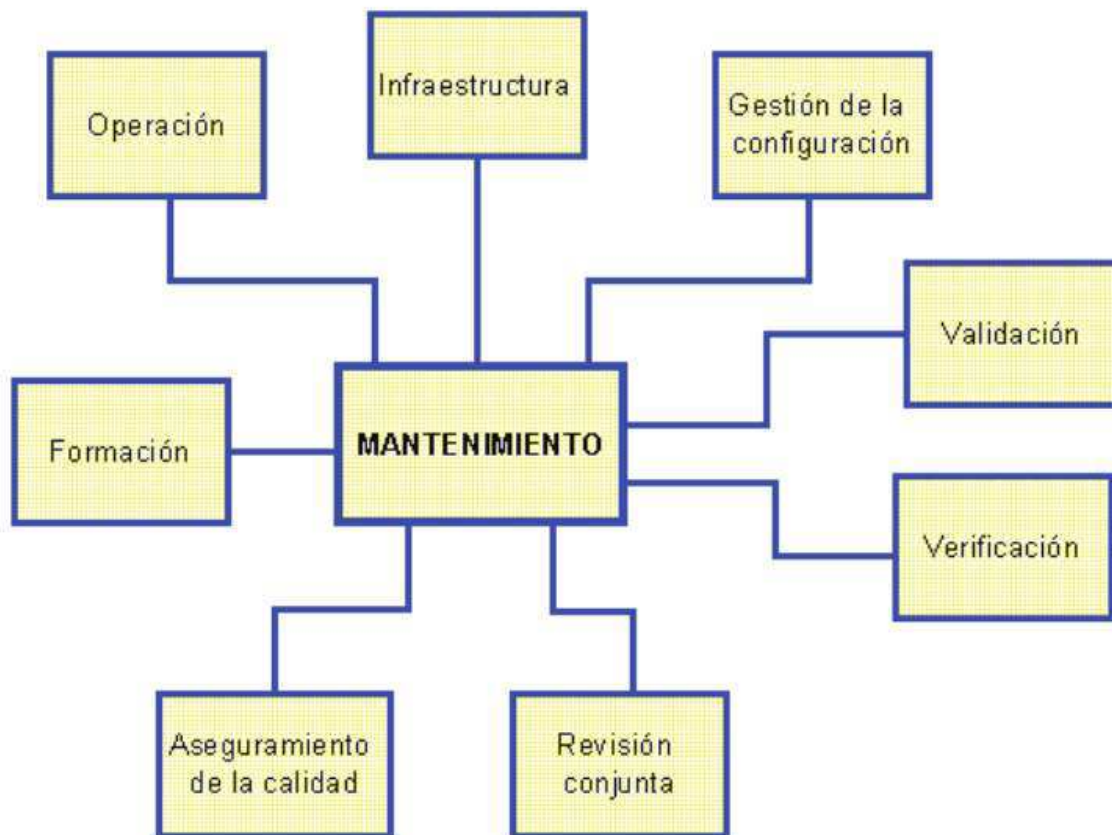 Infraestructura
Operación
Gestión de la
configuración
Validación
MANTENIMIENTO
Formación
Verificación
Aseguramiento
de la calidad
Revisión
conjunta